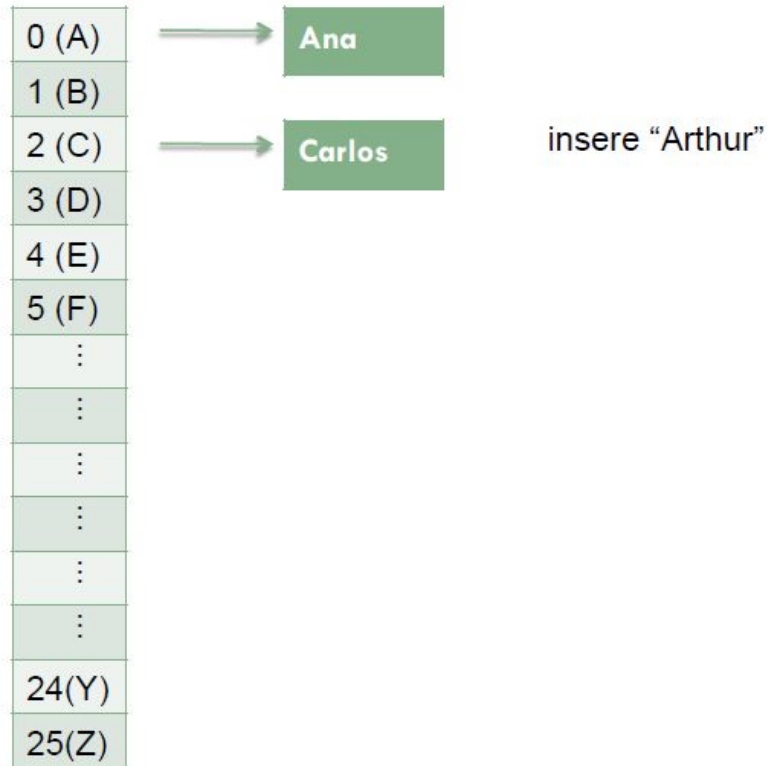 0 (A)
Ana
1 (B)
2 (C)
Carlos
insere “Arthur”
3 (D)
4 (E)
5 (F)
⋮
⋮
⋮
⋮
⋮
⋮
24(Y)
25(Z)